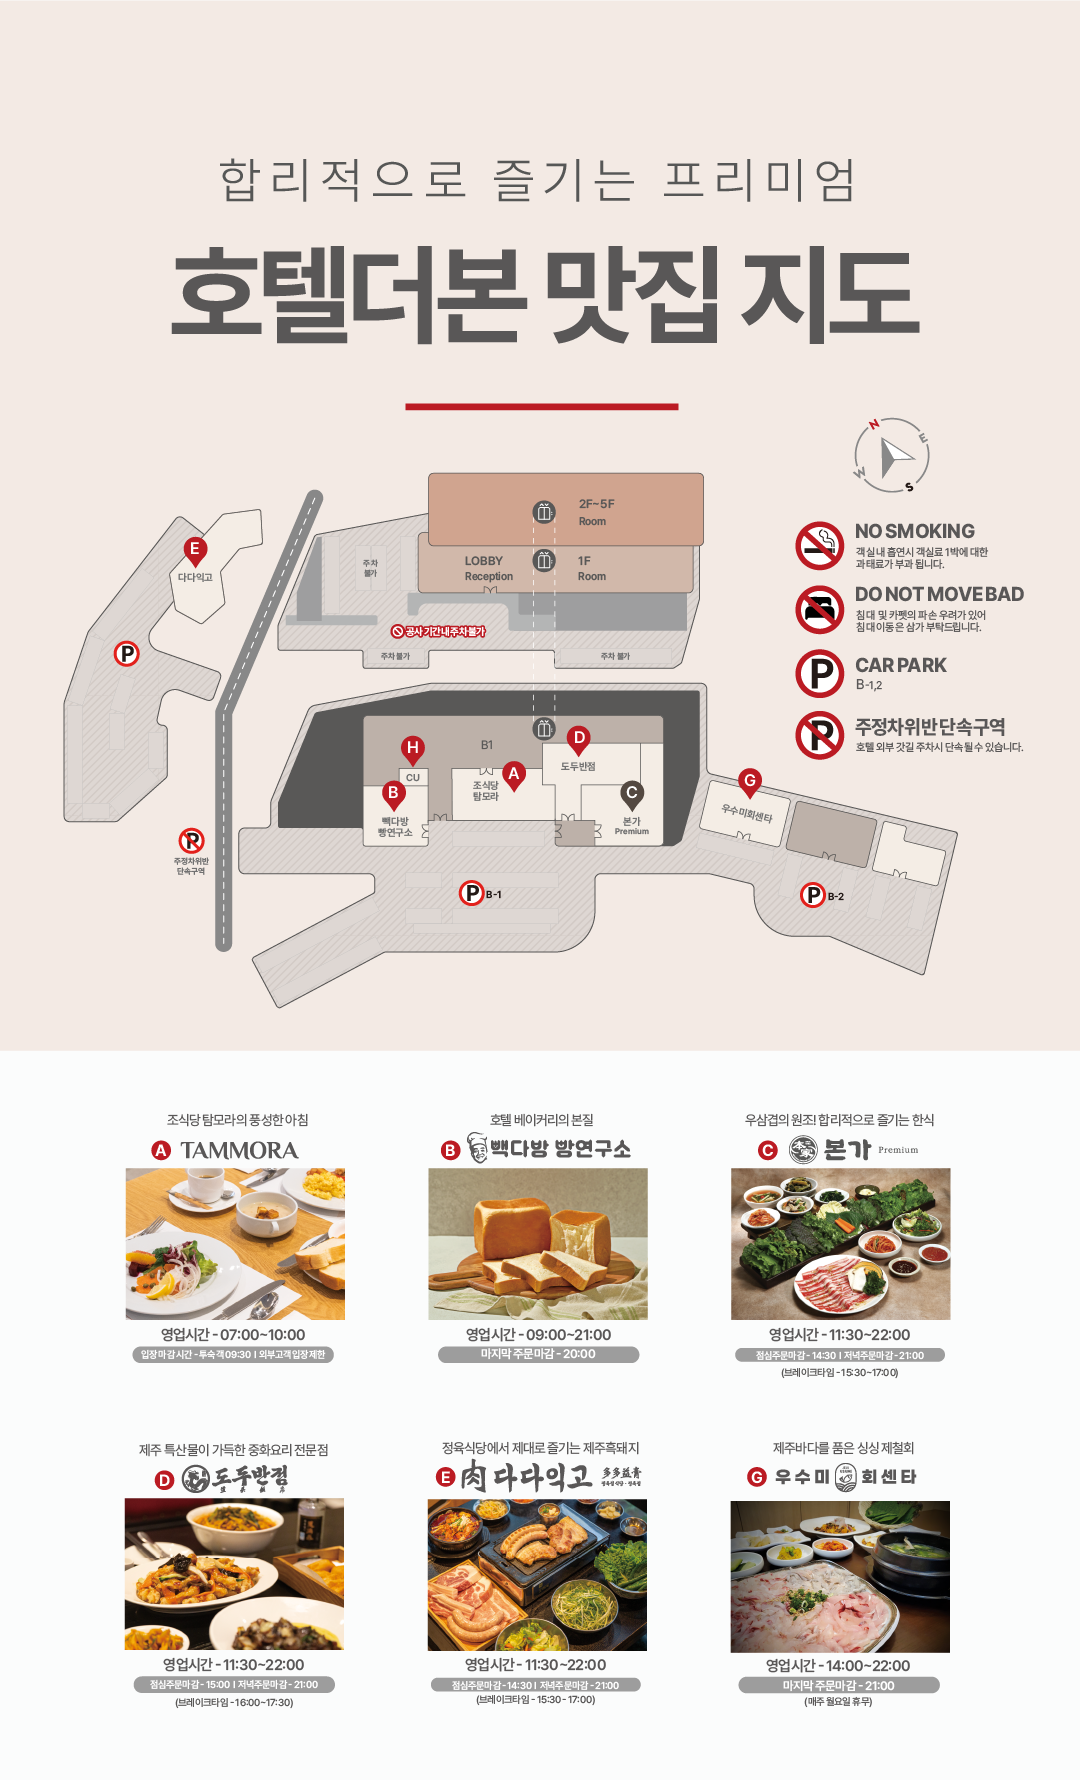 합리적으로 즐기는 프리미엄
호텔더본 맛집 지도
N
E
W
S
NO SMOKING
객실내 흡연시 객실료 1박에 대한
과태료가 부과 됩니다.
DO NOT MOVE BAD
침대 및 카펫의 파손 우려가 있어
침대이동은 삼가 부탁드립니다.
P
CAR PARK
B-1,2
P
주정차위반 단속구역
호텔 외부 갓길 주차시 단속될 수 있습니다.
2F~5F
Room
LOBBY
Reception
1F
Room
주차
불가
공사 기간내 주차불가
주차 불가
주차 불가
E
다다익고
P
P
주정차위반
단속구역
B1
H
CU
B
빽다방
빵연구소
A
조식당
탐모라
D
도두반점
C
본가
Premium
G
우수미회센타
P B-1
P B-2
조식당 탐모라의 풍성한 아침
A TAMMORA
영업시간 - 07:00~10:00
입장마감시간 - 투숙객 09:30 I 외부고객 입장제한
호텔 베이커리의 본질
B 빽다방 빵연구소
영업시간 - 09:00~21:00
마지막 주문마감 - 20:00
우삼겹의 원조! 합리적으로 즐기는 한식
C 본가 Premium
영업시간 - 11:30~22:00
점심주문마감 - 14:30 I 저녁주문마감 - 21:00
(브레이크타임 - 15:30~17:00)
제주 특산물이 가득한 중화요리 전문점
D 도두반점
영업시간 - 11:30~22:00
점심주문마감 - 15:00 I 저녁주문마감 - 21:00
(브레이크타임 - 16:00~17:30)
정육식당에서 제대로 즐기는 제주흑돼지
E 肉 다다익고 多多益膏
영업시간 - 11:30~22:00
점심주문마감 - 14:30 I 저녁주문마감 - 21:00
(브레이크타임 - 15:30 - 17:00)
제주바다를 품은 싱싱 제철회
G 우수미 회센타
영업시간 - 14:00~22:00
마지막 주문마감 - 21:00
(매주 월요일 휴무)